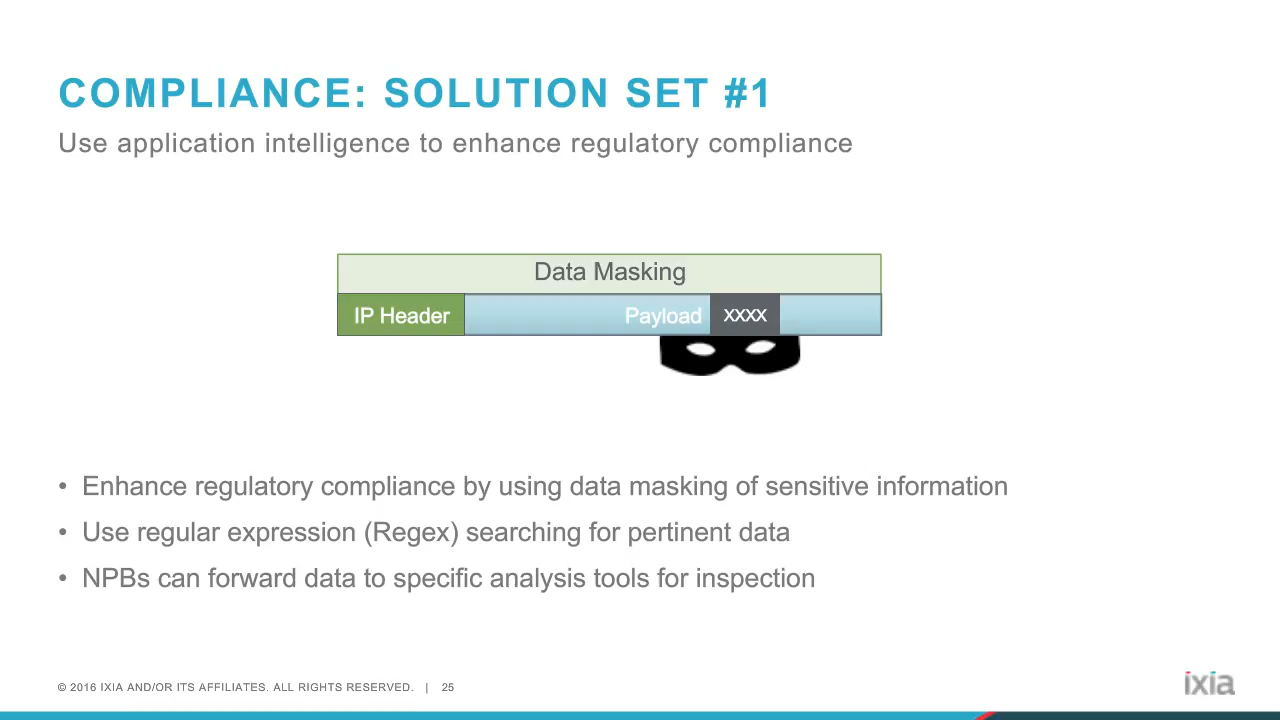 COMPLIANCE: SOLUTION SET #1
Use application intelligence to enhance regulatory compliance
Data Masking
IP Header Payload xxxx
• Enhance regulatory compliance by using data masking of sensitive information
• Use regular expression (Regex) searching for pertinent data
• NPBs can forward data to specific analysis tools for inspection
© 2016 IXIA AND/OR ITS AFFILIATES. ALL RIGHTS RESERVED. | 25
ixia